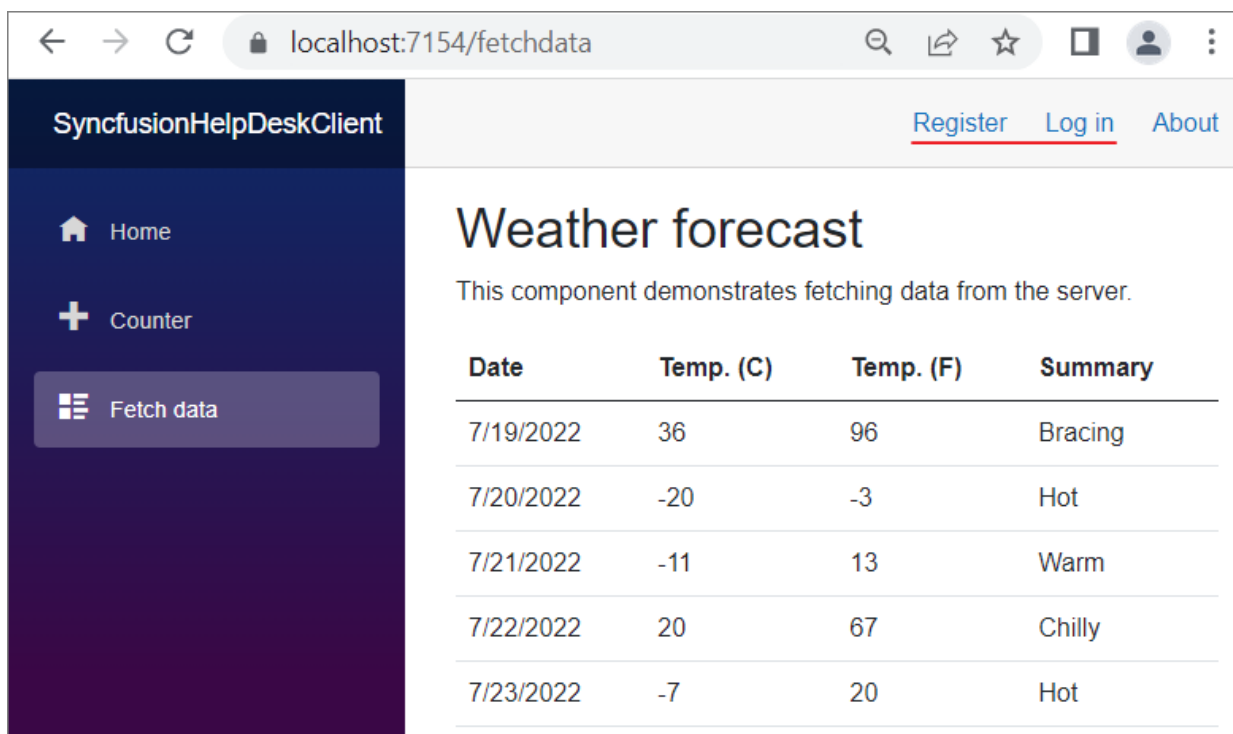 localhost:7154/fetchdata
SyncfusionHelpDeskClient
Register Log in About
Home
Counter
Fetch data
Weather forecast
This component demonstrates fetching data from the server.
Date Temp. (C) Temp. (F) Summary
7/19/2022 36 96 Bracing
7/20/2022 -20 -3 Hot
7/21/2022 -11 13 Warm
7/22/2022 20 67 Chilly
7/23/2022 -7 20 Hot